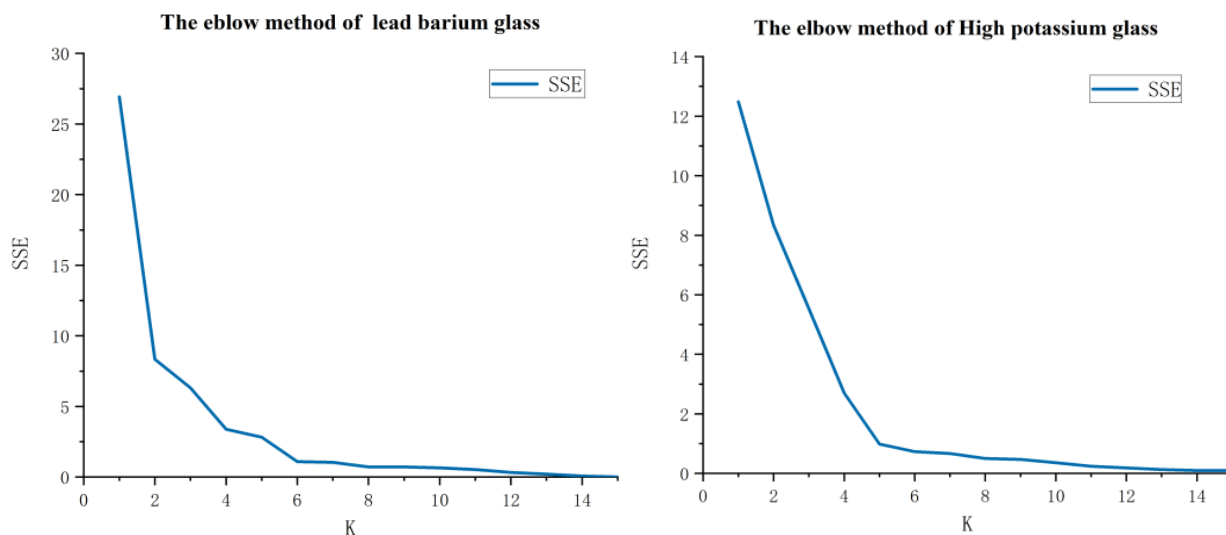 The eblow method of lead barium glass
SSE
30
25
20
15
10
5
0
SSE
0 2 4 6 8 10 12 14
K
The elbow method of High potassium glass
SSE
14
12
10
8
6
4
2
0
SSE
0 2 4 6 8 10 12 14
K